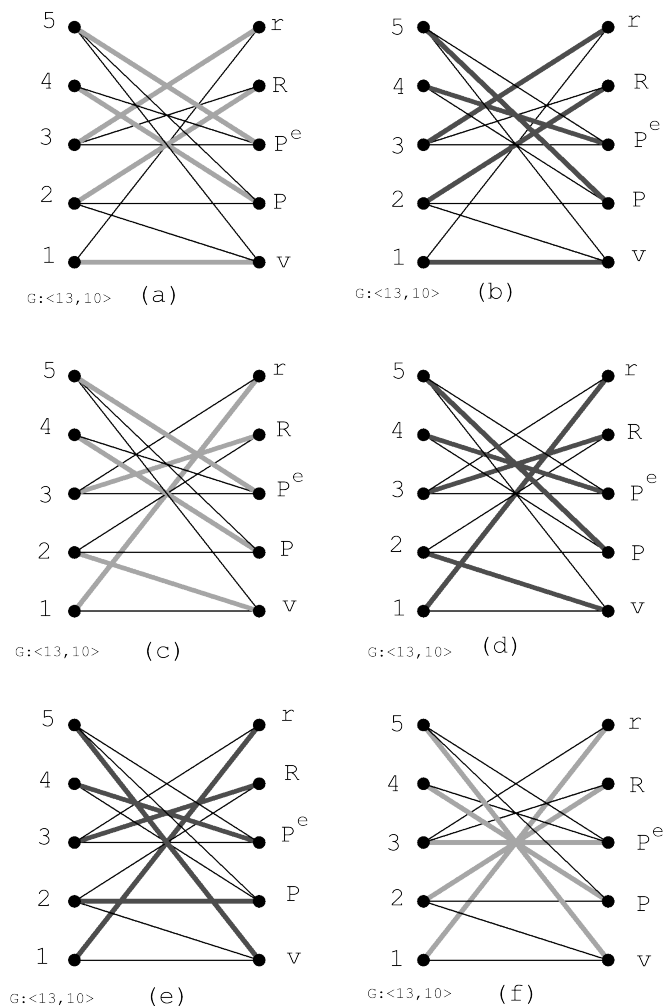 5 r 5 r
4 R 4 R
3 P^e 3 P^e
2 P 2 P
1 v 1 v
G:<13,10> (a) G:<13,10> (b)
5 r 5 r
4 R 4 R
3 P^e 3 P^e
2 P 2 P
1 v 1 v
G:<13,10> (c) G:<13,10> (d)
5 r 5 r
4 R 4 R
3 P^e 3 P^e
2 P 2 P
1 v 1 v
G:<13,10> (e) G:<13,10> (f)